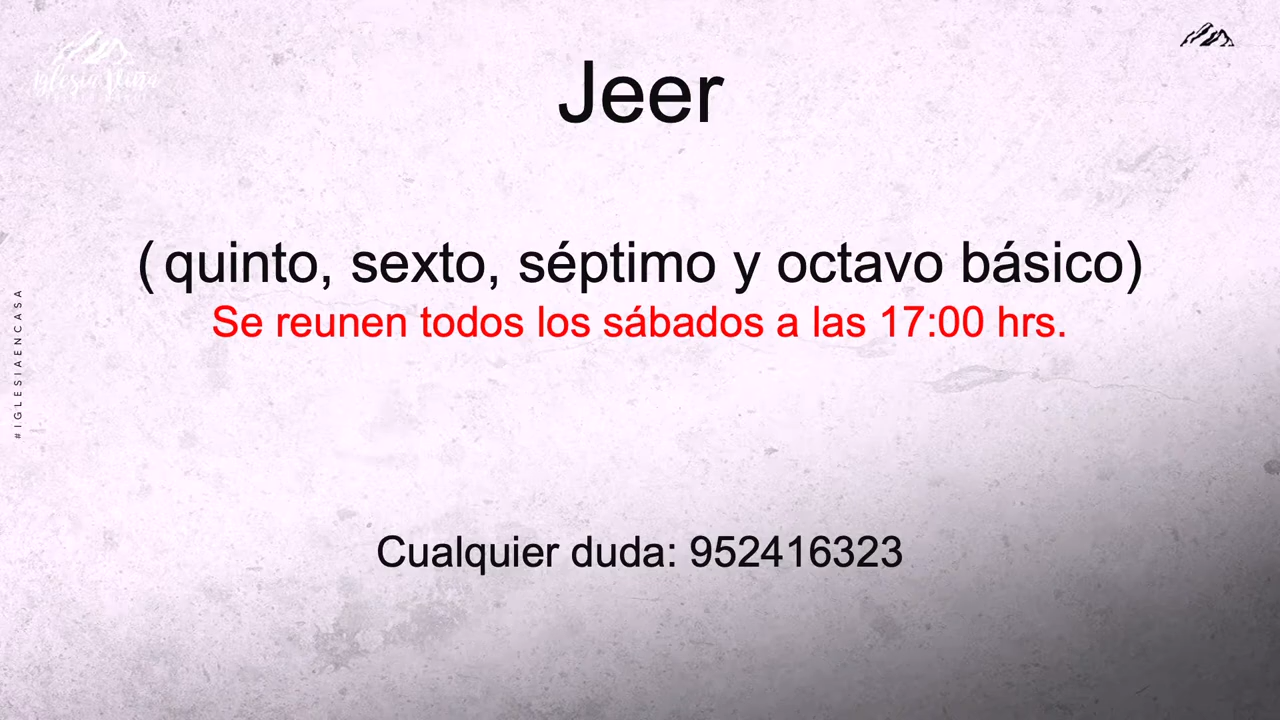 Jeer
( quinto, sexto, séptimo y octavo básico)
Se reunen todos los sábados a las 17:00 hrs.
Cualquier duda: 952416323
#IGLESIAENCASA
iglesia